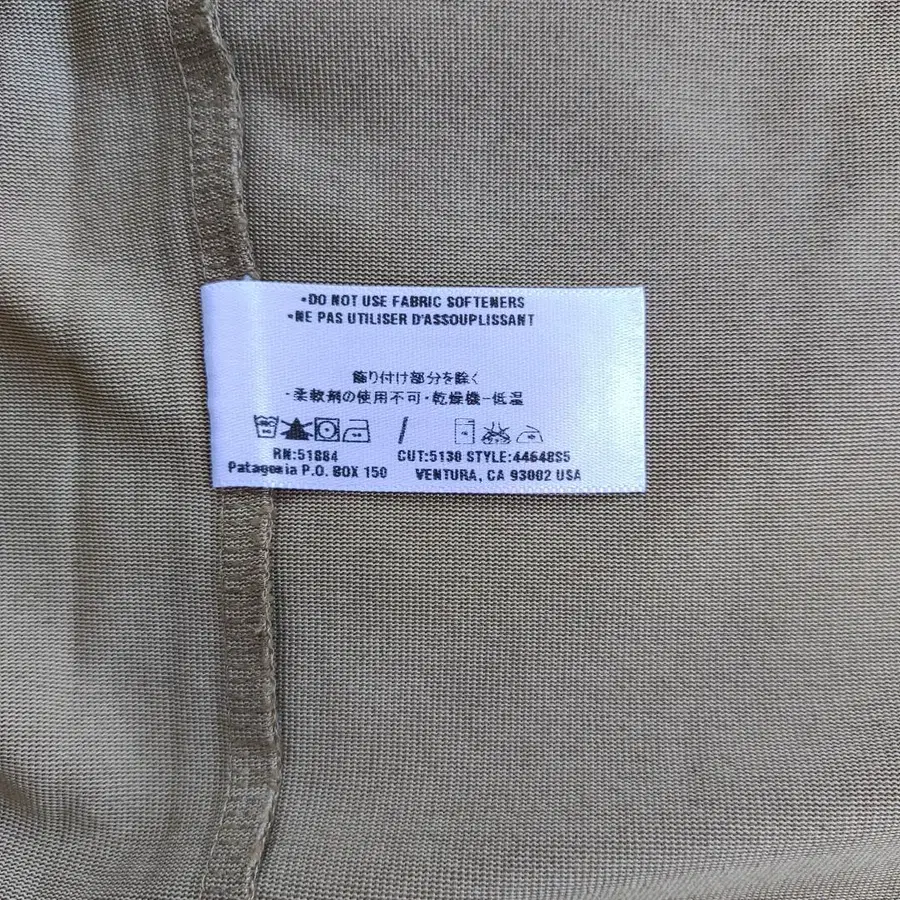 •DO NOT USE FABRIC SOFTENERS
•NE PAS UTILISER D'ASSOUPLISSANT
飾り付け部分を除く
・柔軟剤の使用不可・乾燥機–低温
/
RN:51884 CUT:5130 STYLE:44648S5
Patagonia P.O. BOX 150 VENTURA, CA 93002 USA